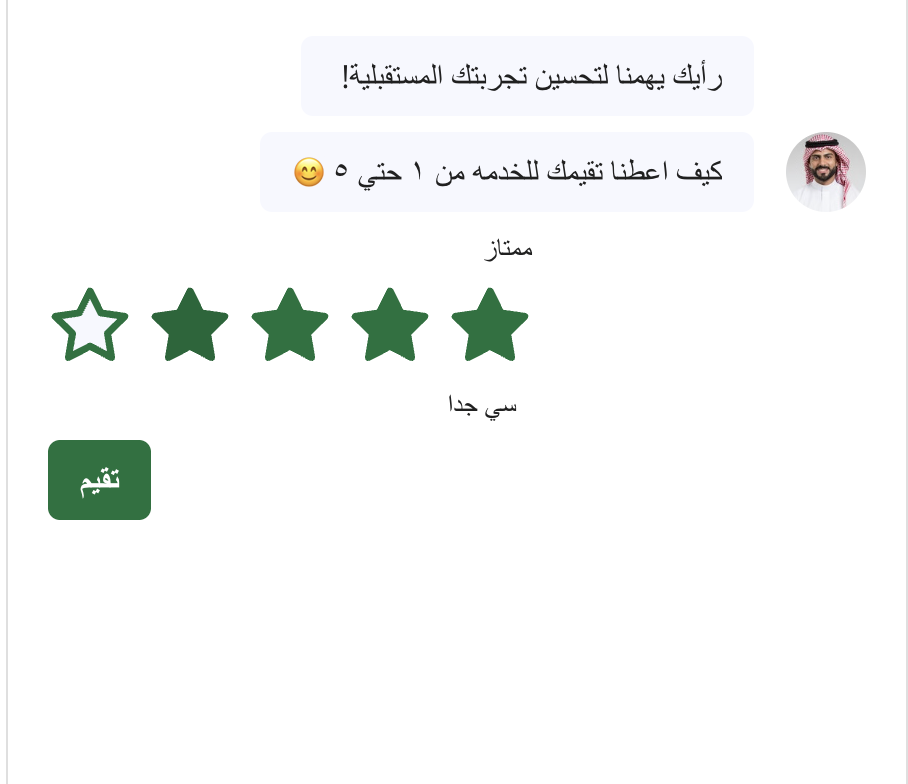 رأيك يهمنا لتحسين تجربتك المستقبلية!
كيف اعطنا تقيمك للخدمه من ١ حتي ٥ 😊
ممتاز
سي جدا
تقيم